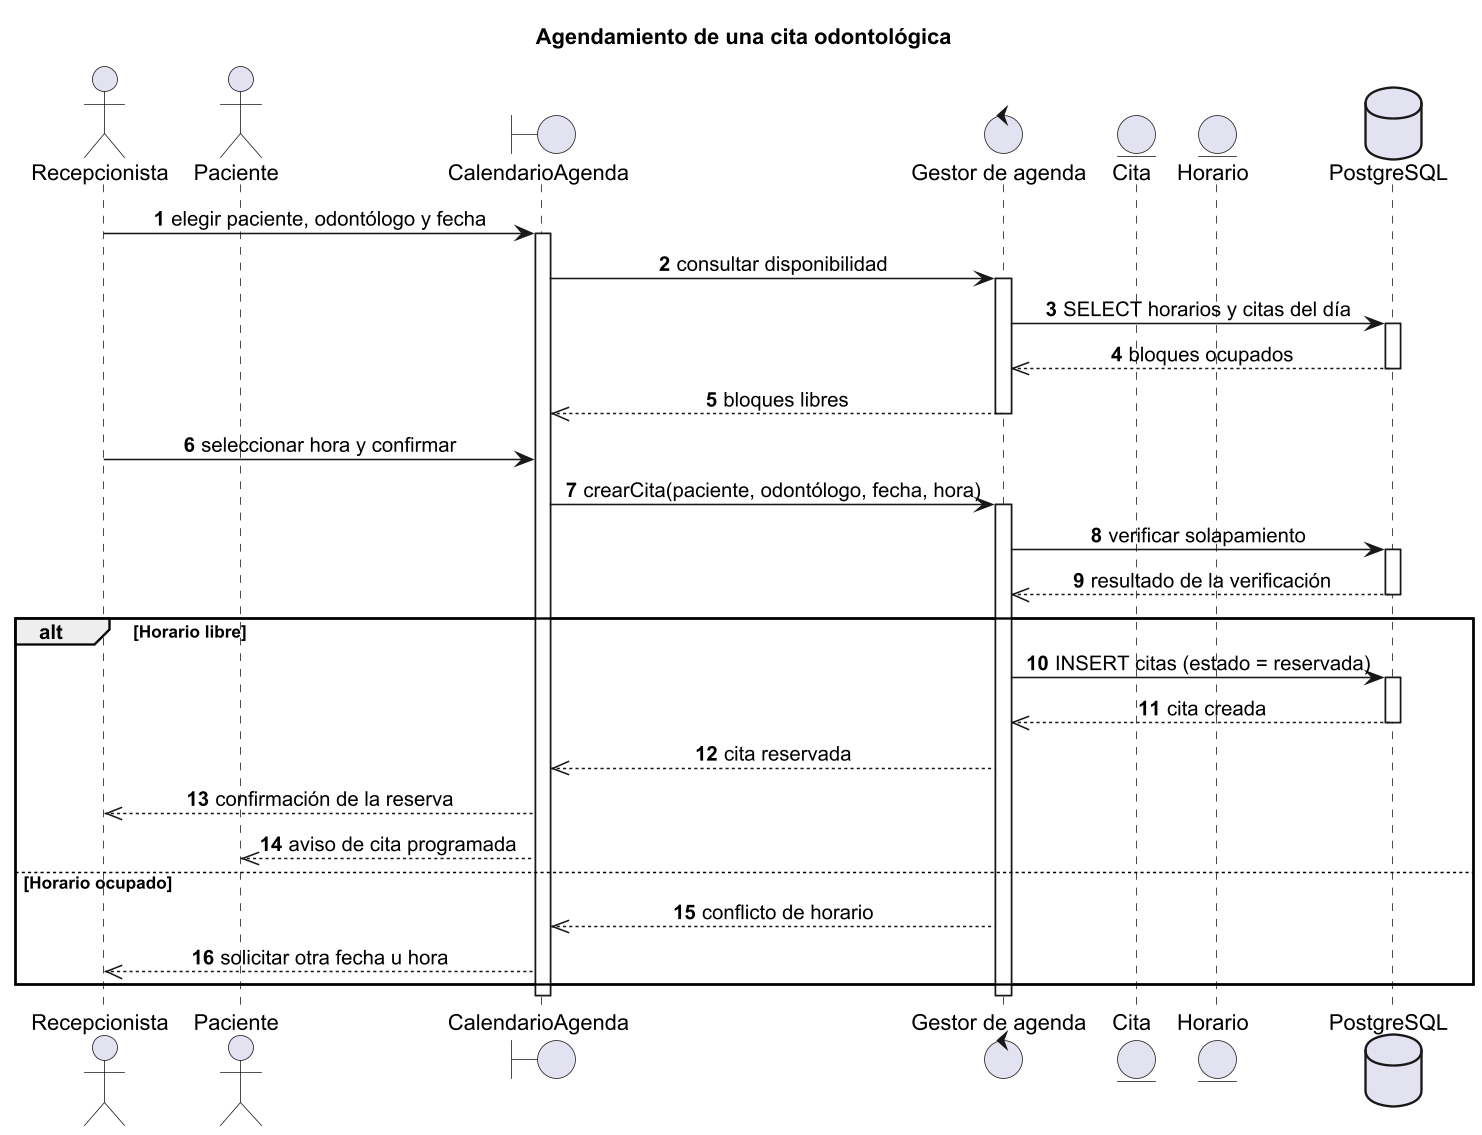 Agendamiento de una cita odontológica
Recepcionista Paciente CalendarioAgenda Gestor de agenda Cita Horario PostgreSQL
1 elegir paciente, odontólogo y fecha
2 consultar disponibilidad
3 SELECT horarios y citas del día
4 bloques ocupados
5 bloques libres
6 seleccionar hora y confirmar
7 crearCita(paciente, odontólogo, fecha, hora)
8 verificar solapamiento
9 resultado de la verificación
alt [Horario libre]
10 INSERT citas (estado = reservada)
11 cita creada
12 cita reservada
13 confirmación de la reserva
14 aviso de cita programada
[Horario ocupado]
15 conflicto de horario
16 solicitar otra fecha u hora
Recepcionista Paciente CalendarioAgenda Gestor de agenda Cita Horario PostgreSQL